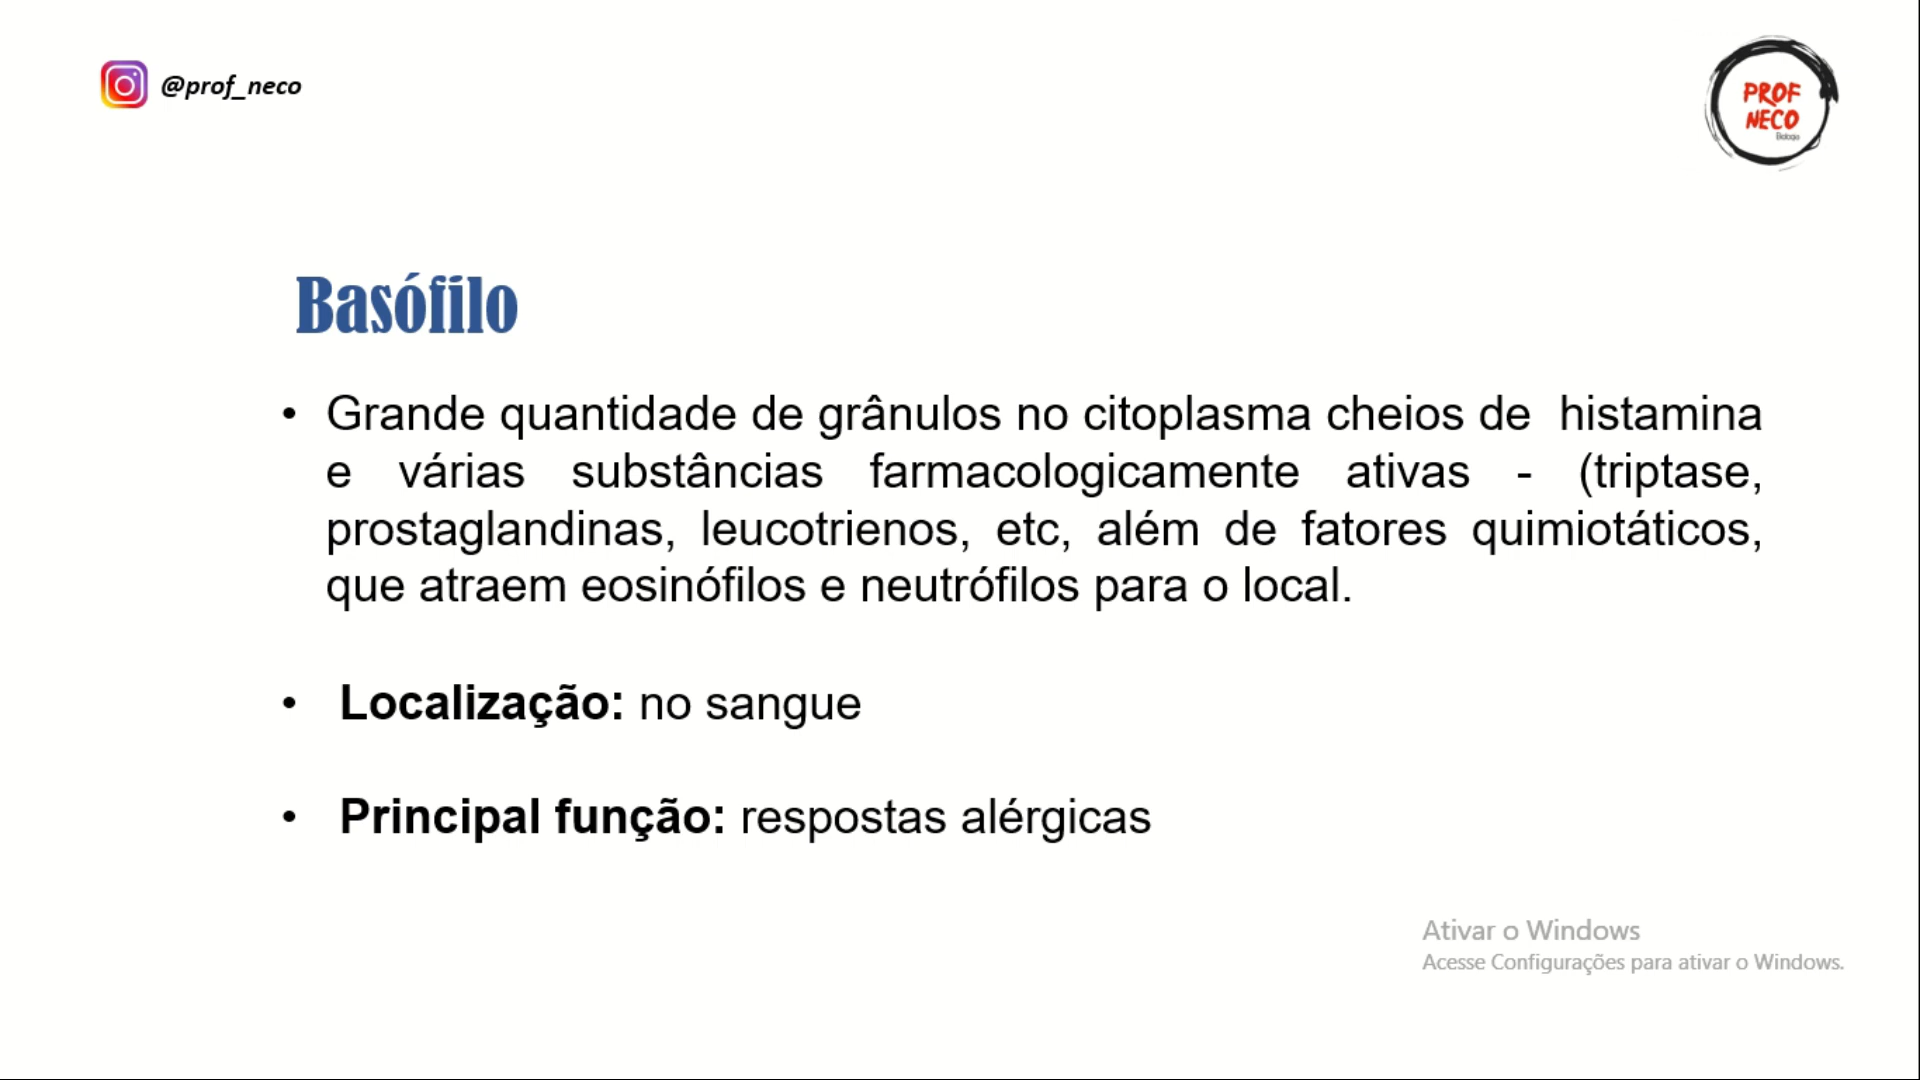 @prof_neco
PROF
NECO
Biologia
Basófilo
• Grande quantidade de grânulos no citoplasma cheios de histamina
e várias substâncias farmacologicamente ativas - (triptase,
prostaglandinas, leucotrienos, etc, além de fatores quimiotáticos,
que atraem eosinófilos e neutrófilos para o local.
• Localização: no sangue
• Principal função: respostas alérgicas
Ativar o Windows
Acesse Configurações para ativar o Windows.